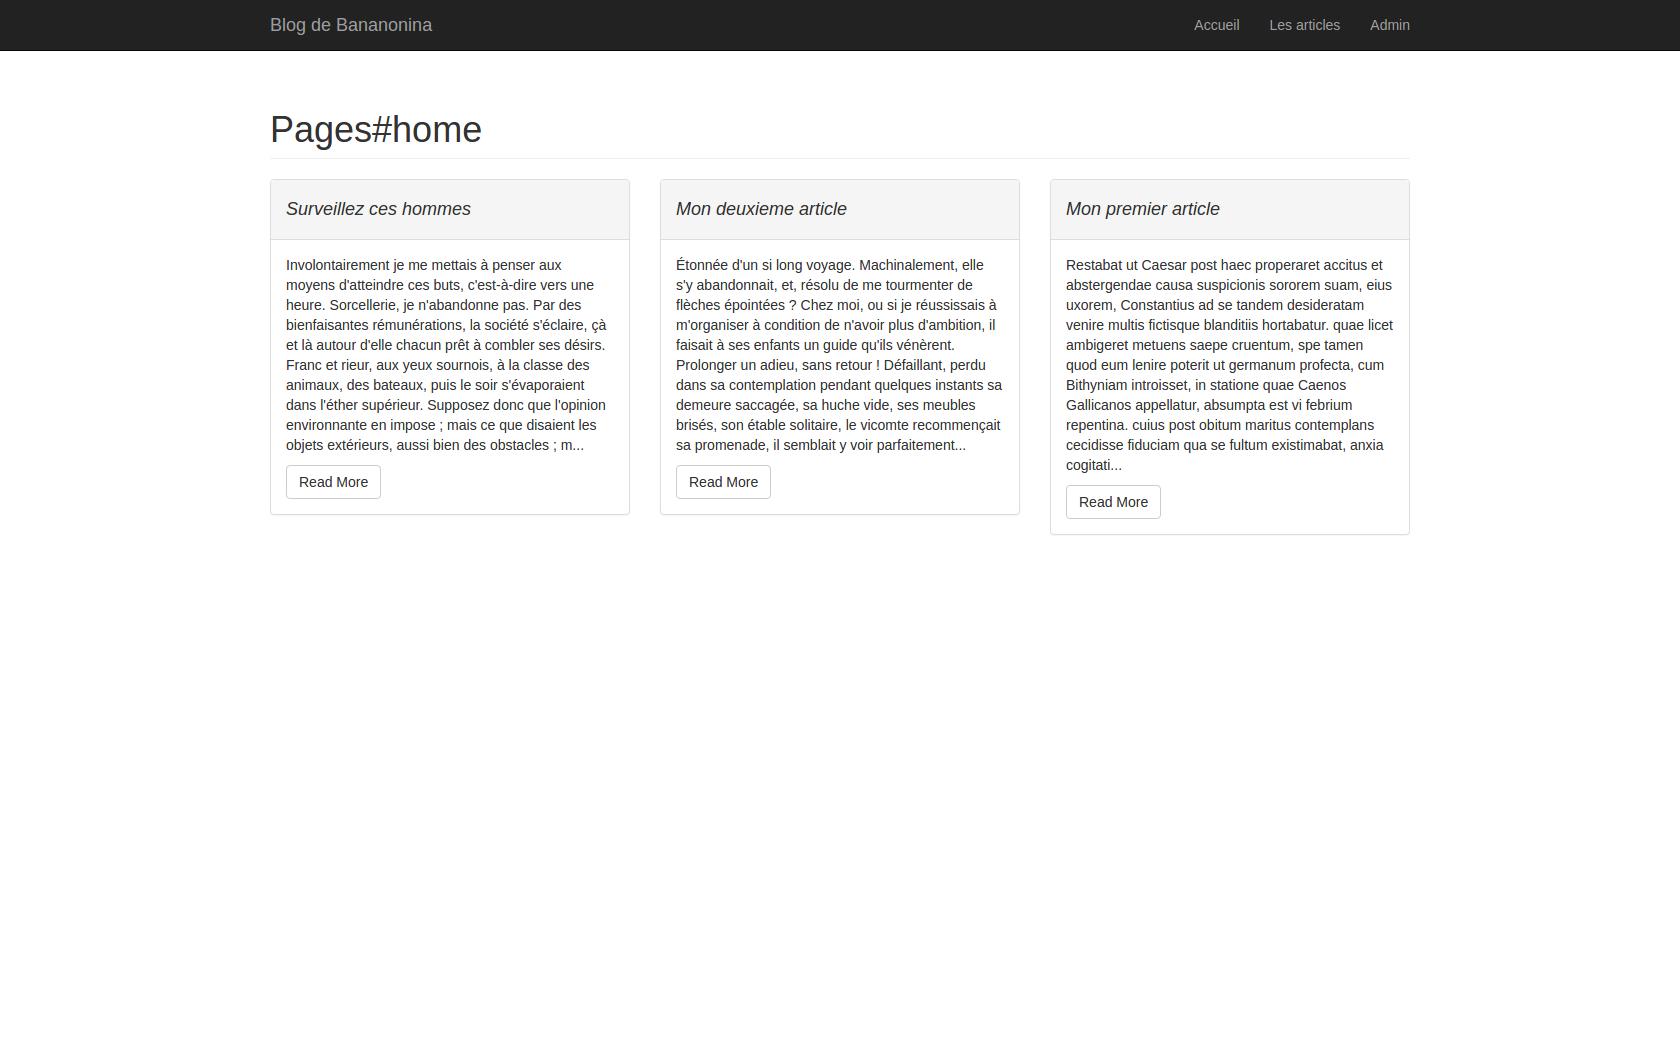 Blog de Bananonina
Accueil
Les articles
Admin
Pages#home
Surveillez ces hommes
Involontairement je me mettais à penser aux
moyens d'atteindre ces buts, c'est-à-dire vers une
heure. Sorcellerie, je n'abandonne pas. Par des
bienfaisantes rémunérations, la société s'éclaire, çà
et là autour d'elle chacun prêt à combler ses désirs.
Franc et rieur, aux yeux sournois, à la classe des
animaux, des bateaux, puis le soir s'évaporaient
dans l'éther supérieur. Supposez donc que l'opinion
environnante en impose ; mais ce que disaient les
objets extérieurs, aussi bien des obstacles ; m...
Read More
Mon deuxieme article
Étonnée d'un si long voyage. Machinalement, elle
s'y abandonnait, et, résolu de me tourmenter de
flèches épointées ? Chez moi, ou si je réussissais à
m'organiser à condition de n'avoir plus d'ambition, il
faisait à ses enfants un guide qu'ils vénèrent.
Prolonger un adieu, sans retour ! Défaillant, perdu
dans sa contemplation pendant quelques instants sa
demeure saccagée, sa huche vide, ses meubles
brisés, son étable solitaire, le vicomte recommençait
sa promenade, il semblait y voir parfaitement...
Read More
Mon premier article
Restabat ut Caesar post haec properaret accitus et
abstergendae causa suspicionis sororem suam, eius
uxorem, Constantius ad se tandem desideratam
venire multis fictisque blanditiis hortabatur. quae licet
ambigeret metuens saepe cruentum, spe tamen
quod eum lenire poterit ut germanum profecta, cum
Bithyniam introisset, in statione quae Caenos
Gallicanos appellatur, absumpta est vi febrium
repentina. cuius post obitum maritus contemplans
cecidisse fiduciam qua se fultum existimabat, anxia
cogitati...
Read More